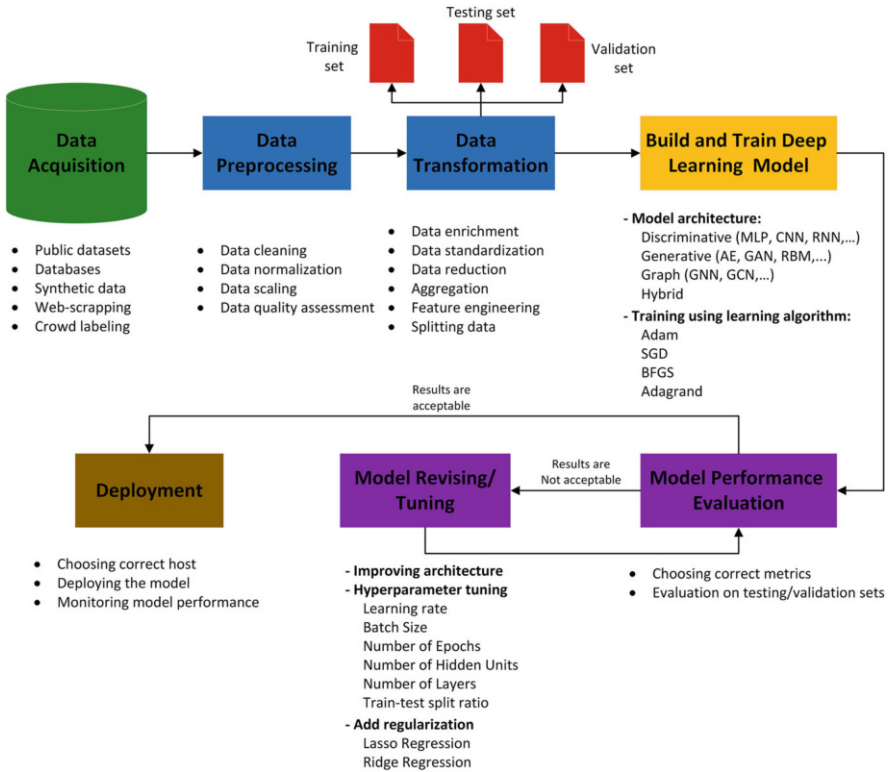 Testing set
Training
set
Validation
set
Data
Acquisition
Data
Preprocessing
Data
Transformation
Build and Train Deep
Learning Model
• Public datasets
• Databases
• Synthetic data
• Web-scrapping
• Crowd labeling
• Data cleaning
• Data normalization
• Data scaling
• Data quality assessment
• Data enrichment
• Data standardization
• Data reduction
• Aggregation
• Feature engineering
• Splitting data
- Model architecture:
Discriminative (MLP, CNN, RNN,...)
Generative (AE, GAN, RBM,...)
Graph (GNN, GCN,...)
Hybrid
- Training using learning algorithm:
Adam
SGD
BFGS
Adagrand
Results are
acceptable
Deployment
Model Revising/
Tuning
Results are
Not acceptable
Model Performance
Evaluation
• Choosing correct host
• Deploying the model
• Monitoring model performance
- Improving architecture
- Hyperparameter tuning
Learning rate
Batch Size
Number of Epochs
Number of Hidden Units
Number of Layers
Train-test split ratio
- Add regularization
Lasso Regression
Ridge Regression
• Choosing correct metrics
• Evaluation on testing/validation sets